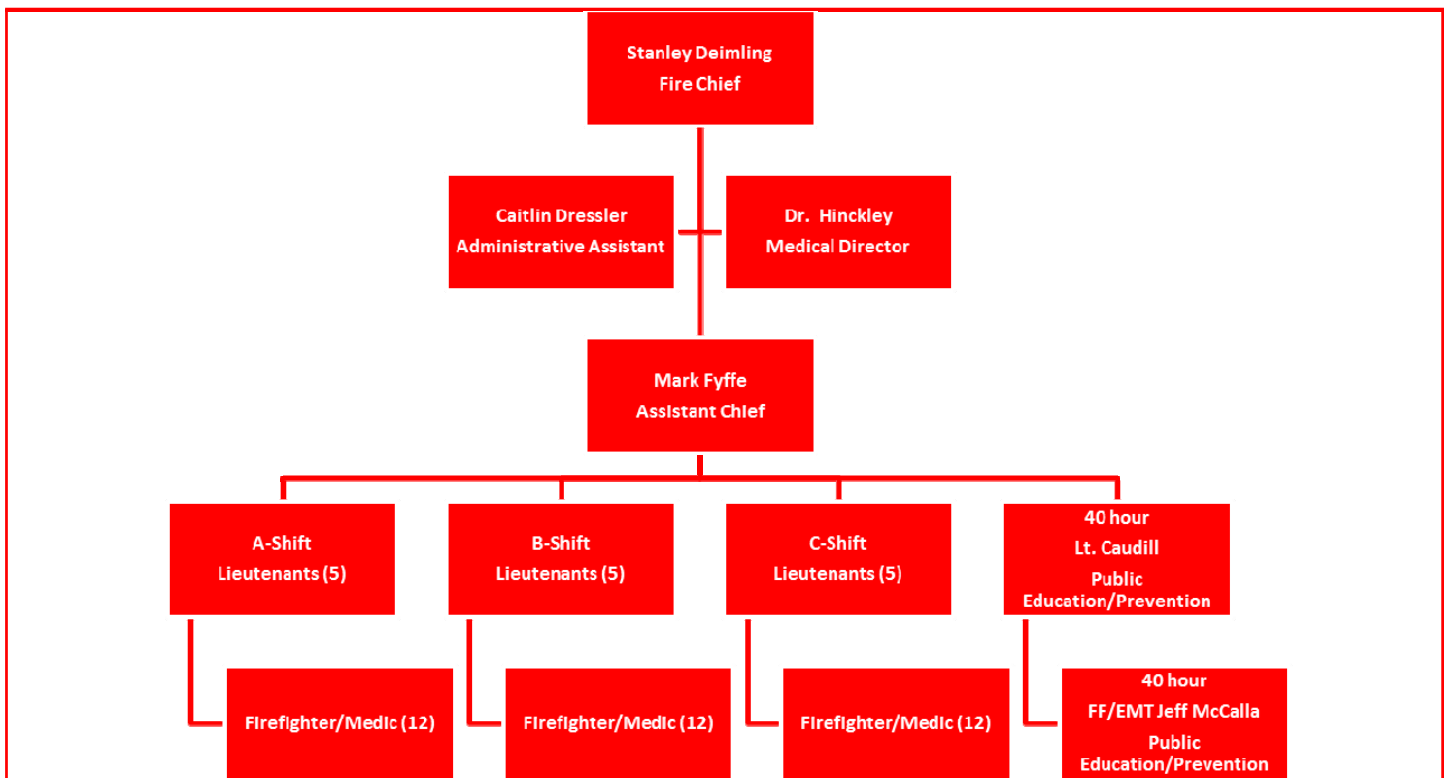 Stanley Deimling
Fire Chief
Caitlin Dressler
Administrative Assistant
Dr. Hinckley
Medical Director
Mark Fyffe
Assistant Chief
A-Shift
Lieutenants (5)
B-Shift
Lieutenants (5)
C-Shift
Lieutenants (5)
40 hour
Lt. Caudill
Public
Education/Prevention
Firefighter/Medic (12)
Firefighter/Medic (12)
Firefighter/Medic (12)
40 hour
FF/EMT Jeff McCalla
Public
Education/Prevention